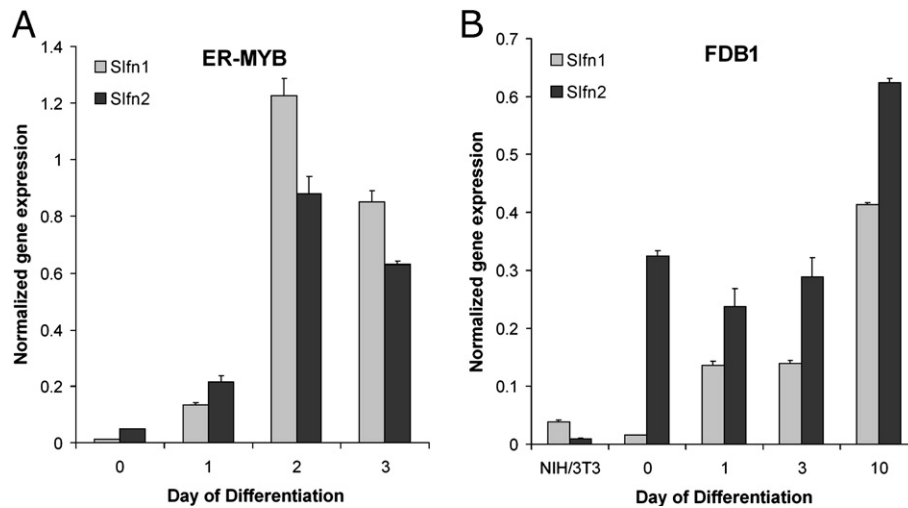 A
ER-MYB
Slfn1
Slfn2
Normalized gene expression
1.4
1.2
1
0.8
0.6
0.4
0.2
0
0 1 2 3
Day of Differentiation
B
FDB1
Slfn1
Slfn2
Normalized gene expression
0.7
0.6
0.5
0.4
0.3
0.2
0.1
0
NIH/3T3 0 1 3 10
Day of Differentiation